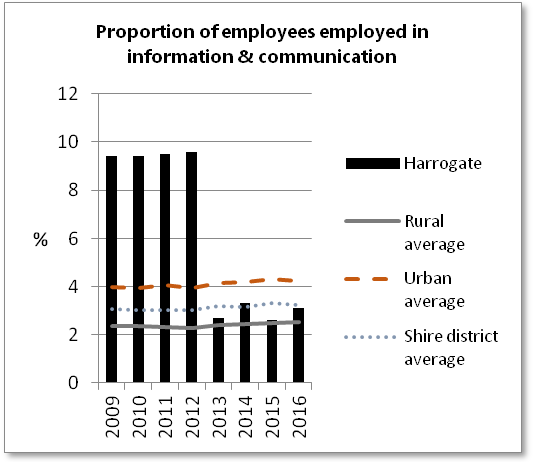 Proportion of employees employed in
information & communication
12
10
8
6
4
2
0
%
2009
2010
2011
2012
2013
2014
2015
2016
Harrogate
Rural
average
Urban
average
Shire district
average